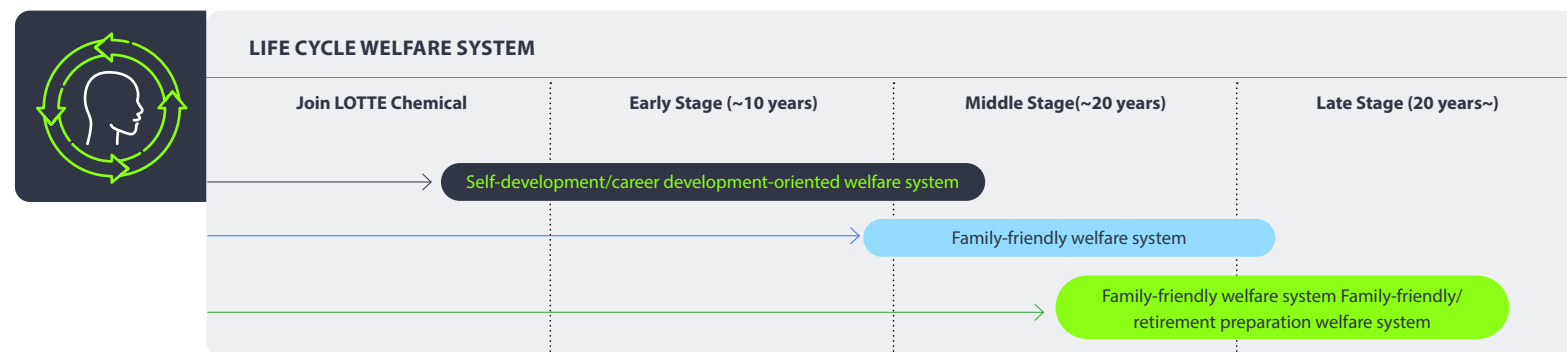 LIFE CYCLE WELFARE SYSTEM
Join LOTTE Chemical
Early Stage (~10 years)
Middle Stage(~20 years)
Late Stage (20 years~)
Self-development/career development-oriented welfare system
Family-friendly welfare system
Family-friendly welfare system Family-friendly/
retirement preparation welfare system